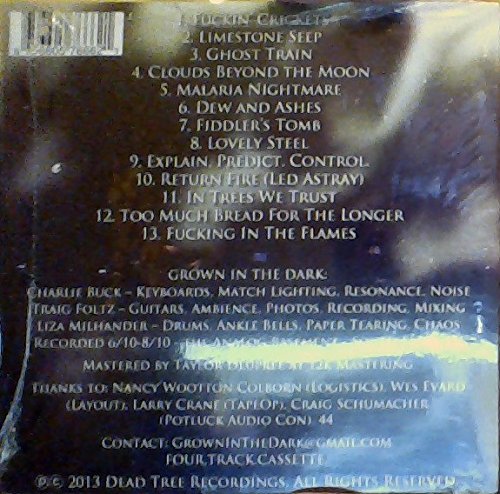 1. Fuckin' Crickets
2. Limestone Seep
3. Ghost Train
4. Clouds Beyond the Moon
5. Malaria Nightmare
6. Dew and Ashes
7. Fiddler's Tomb
8. Lovely Steel
9. Explain. Predict. Control.
10. Return Fire (Led Astray)
11. In Trees We Trust
12. Too Much Bread For The Longer
13. Fucking In The Flames
Grown in the Dark:
Charlie Buck – Keyboards, Match Lighting, Resonance, Noise
Traig Foltz – Guitars, Ambience, Photos, Recording, Mixing
Liza Milhander – Drums, Ankle Bells, Paper Tearing, Chaos
Recorded 6/10-8/10 - The Analog Basement
Mastered by Taylor Deupree at 12k Mastering
Thanks to: Nancy Wootton Colborn (Logistics), Wes Evard
(Layout), Larry Crane (TapeOp), Craig Schumacher
(Potluck Audio Con) 44
Contact: GrownInTheDark@gmail.com
Four.Track.Cassette
℗ © 2013 Dead Tree Recordings, All Rights Reserved